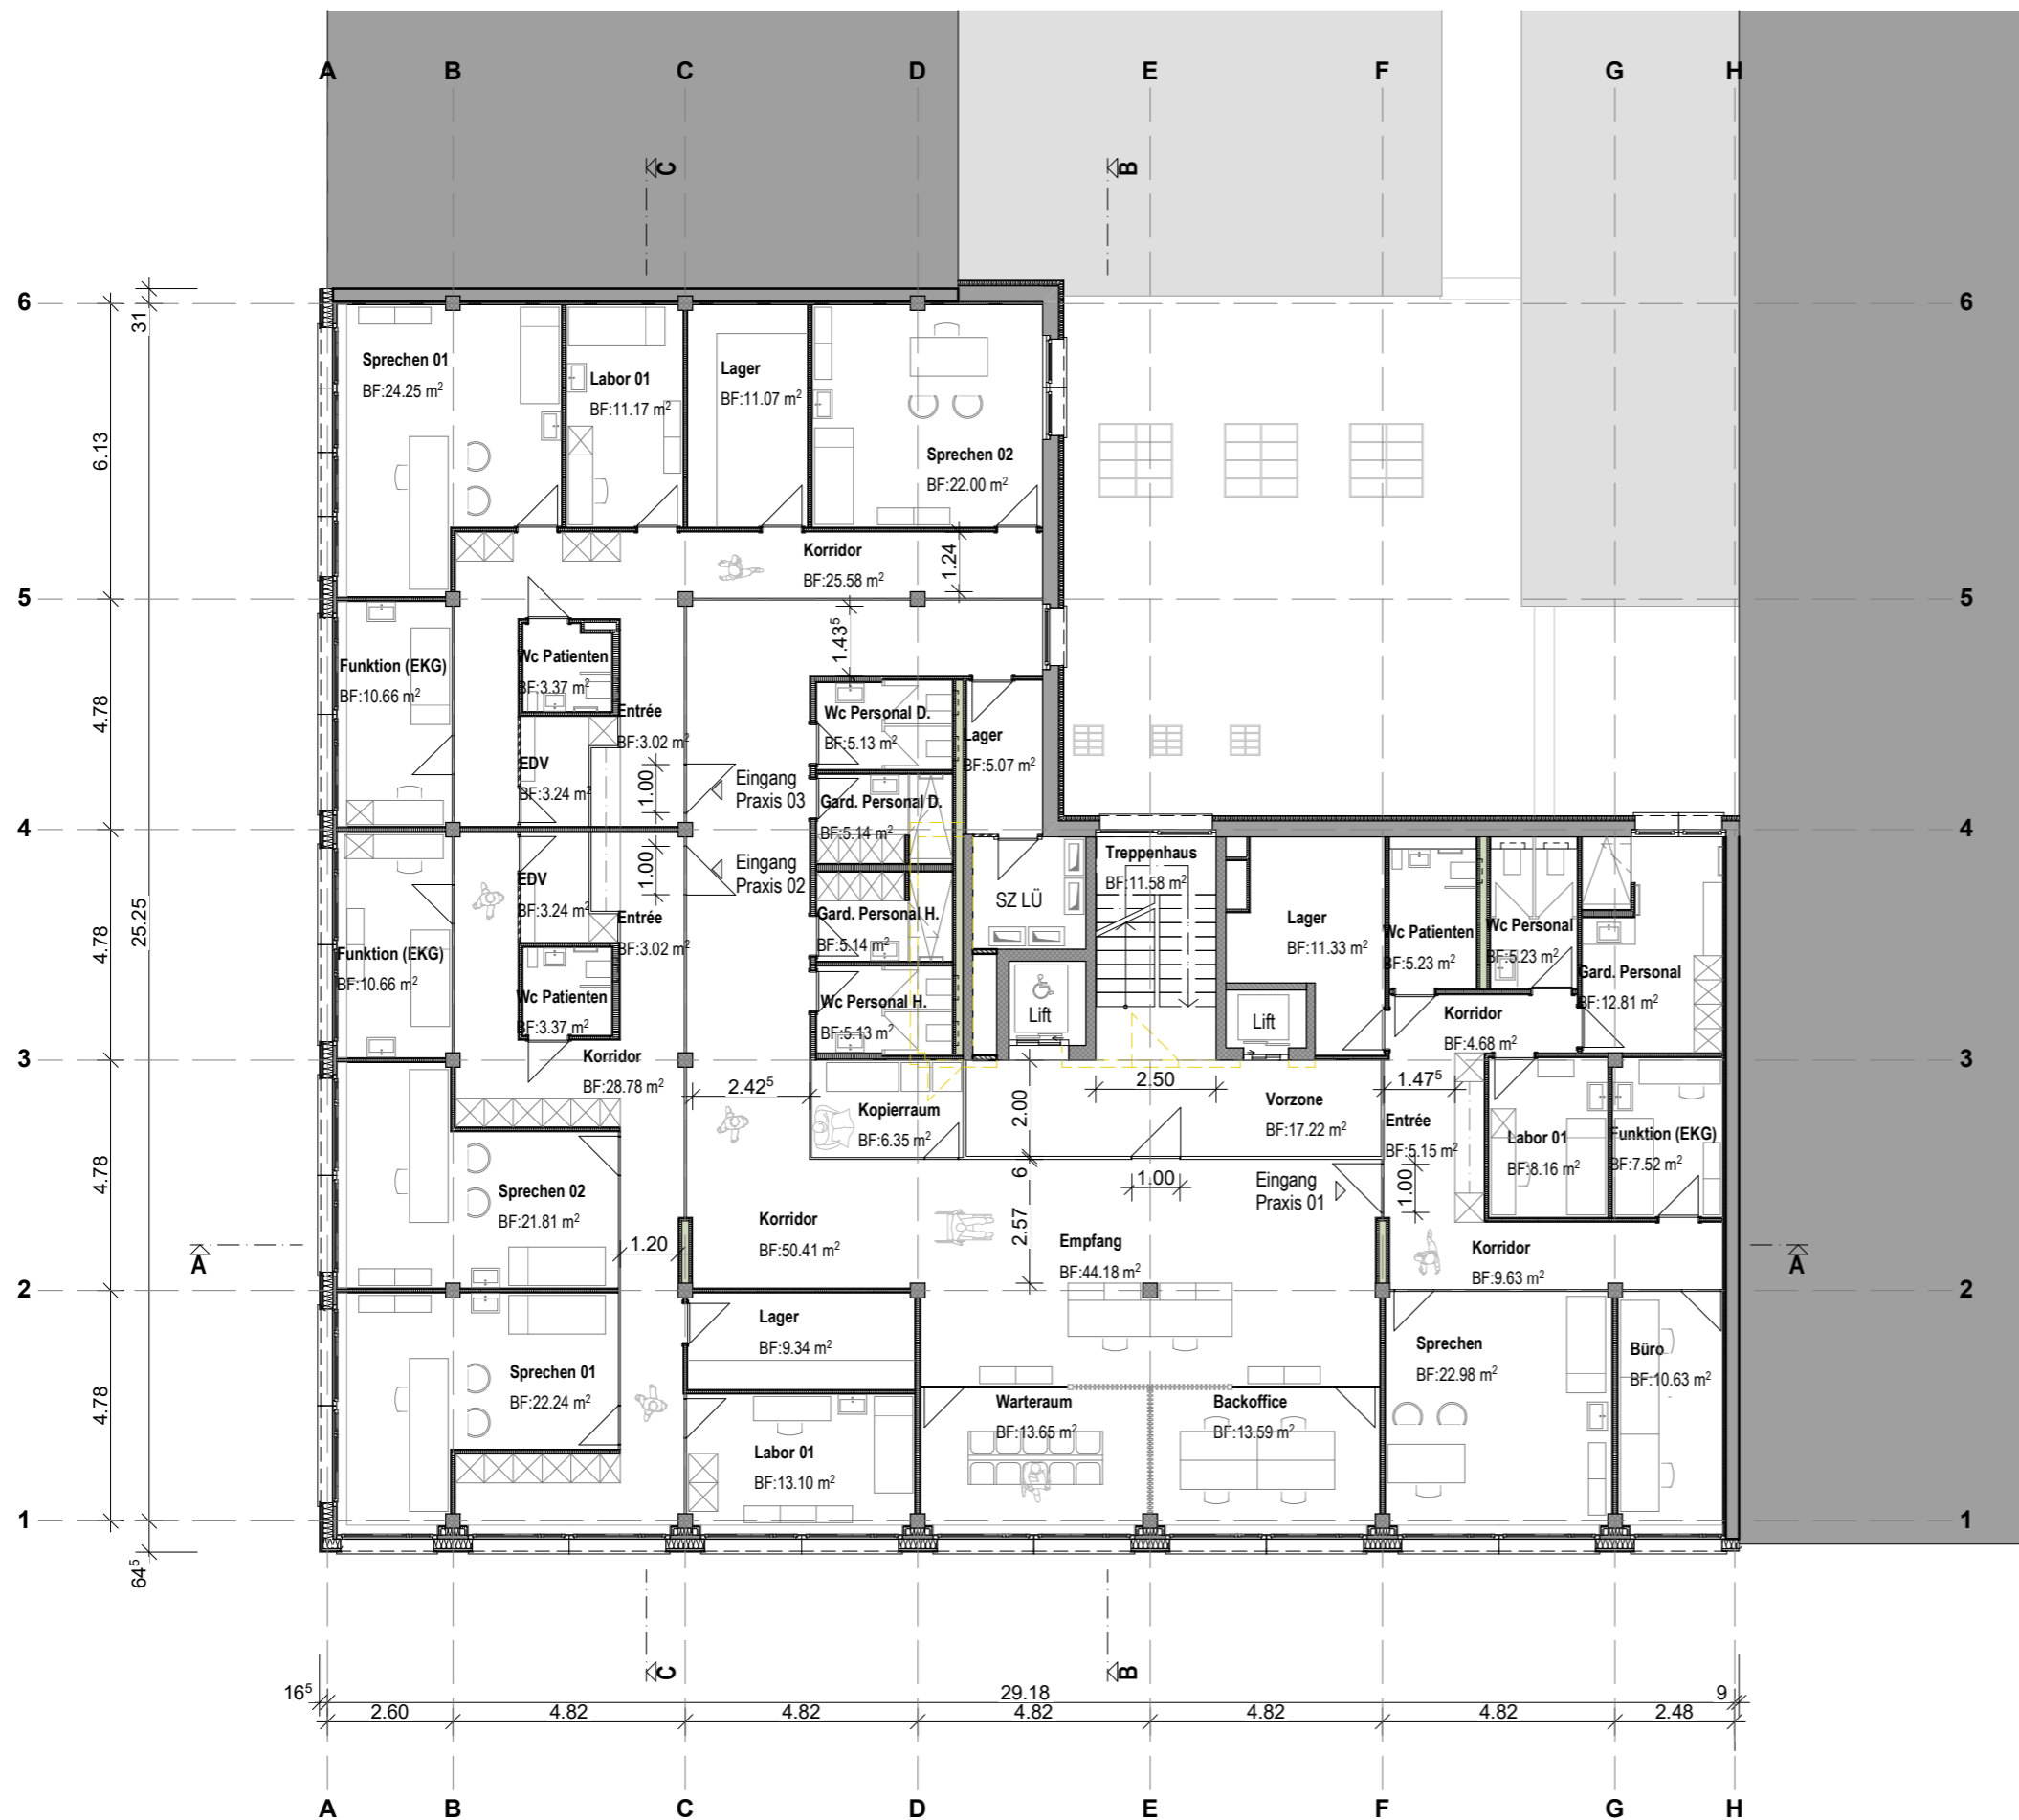 A B C D E F G H
C
B
6
6
31
Sprechen 01
BF:24.25 m²
Labor 01
BF:11.17 m²
Lager
BF:11.07 m²
Sprechen 02
BF:22.00 m²
6.13
Korridor
BF:25.58 m²
1.24
5
5
1.43⁵
Funktion (EKG)
BF:10.66 m²
Wc Patienten
BF:3.37 m²
Entrée
BF:3.02 m²
Wc Personal D.
BF:5.13 m²
Lager
BF:5.07 m²
4.78
EDV
BF:3.24 m²
1.00
Eingang
Praxis 03
Gard. Personal D.
BF:5.14 m²
4
4
25.25
Funktion (EKG)
BF:10.66 m²
EDV
BF:3.24 m²
1.00
Eingang
Praxis 02
Entrée
BF:3.02 m²
Gard. Personal H.
BF:5.14 m²
SZ LÜ
Treppenhaus
BF:11.58 m²
Lager
BF:11.33 m²
Wc Patienten
BF:5.23 m²
Wc Personal
BF:5.23 m²
Gard. Personal
BF:12.81 m²
4.78
Wc Patienten
BF:3.37 m²
Wc Personal H.
BF:5.13 m²
Lift
Lift
Korridor
BF:4.68 m²
3
3
Korridor
BF:28.78 m²
2.42⁵
Kopierraum
BF:6.35 m²
2.00
2.50
Vorzone
BF:17.22 m²
1.47⁵
Entrée
BF:5.15 m²
Labor 01
BF:8.16 m²
Funktion (EKG)
BF:7.52 m²
4.78
Sprechen 02
BF:21.81 m²
1.20
Korridor
BF:50.41 m²
6
2.57
1.00
Eingang
Praxis 01
1.00
Empfang
BF:44.18 m²
Korridor
BF:9.63 m²
A
A
2
2
4.78
Sprechen 01
BF:22.24 m²
Lager
BF:9.34 m²
Labor 01
BF:13.10 m²
Warteraum
BF:13.65 m²
Backoffice
BF:13.59 m²
Sprechen
BF:22.98 m²
Büro
BF:10.63 m²
1
1
64⁵
C
B
16⁵
29.18
9
2.60 4.82 4.82 4.82 4.82 4.82 2.48
A B C D E F G H